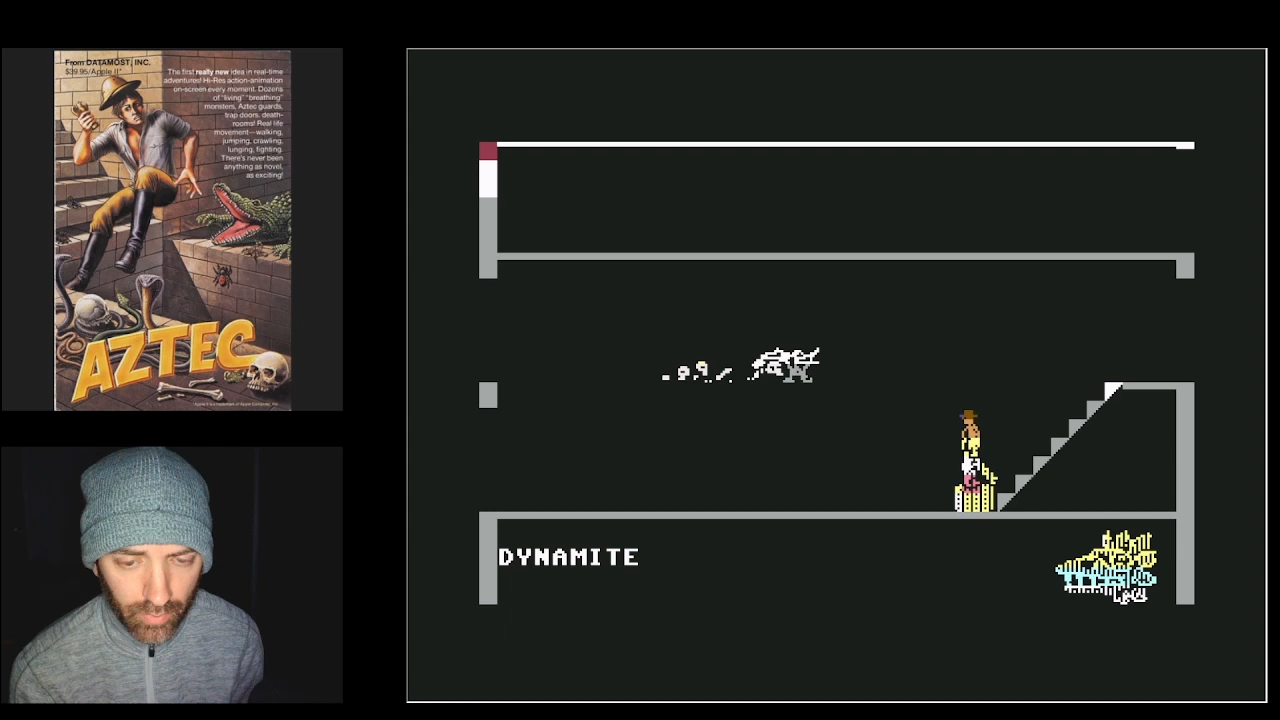 From DATAMOST, INC.
$39.95/Apple II*
The first really new idea in real-time
adventures! Hi-Res action-animation
on-screen every moment. Dozens
of "living" "breathing"
monsters, Aztec guards,
trap doors, death-
rooms! Real life
movement—walking,
jumping, crawling,
lunging, fighting.
There's never been
anything as novel,
as exciting!
AZTEC
DYNAMITE